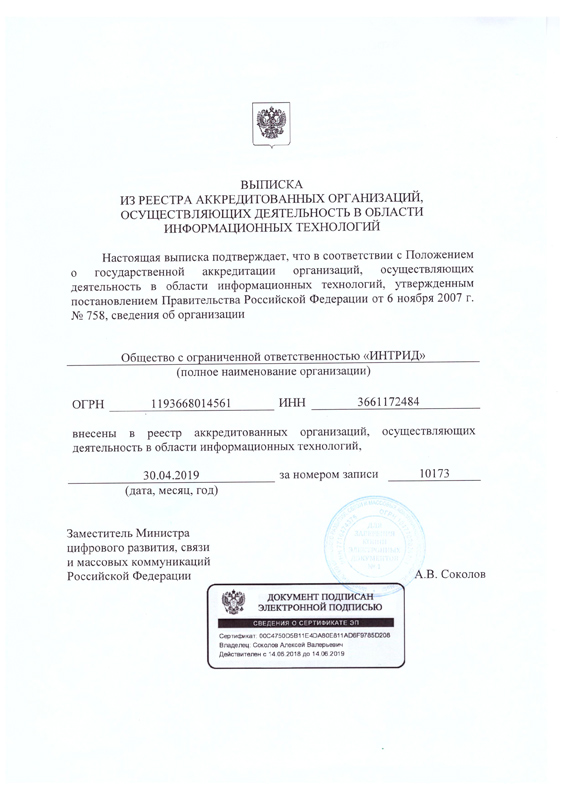 ВЫПИСКА
ИЗ РЕЕСТРА АККРЕДИТОВАННЫХ ОРГАНИЗАЦИЙ,
ОСУЩЕСТВЛЯЮЩИХ ДЕЯТЕЛЬНОСТЬ В ОБЛАСТИ
ИНФОРМАЦИОННЫХ ТЕХНОЛОГИЙ
Настоящая выписка подтверждает, что в соответствии с Положением
о государственной аккредитации организаций, осуществляющих
деятельность в области информационных технологий, утвержденным
постановлением Правительства Российской Федерации от 6 ноября 2007 г.
№ 758, сведения об организации
Общество с ограниченной ответственностью «ИНТРИД»
(полное наименование организации)
ОГРН 1193668014561 ИНН 3661172484
внесены в реестр аккредитованных организаций, осуществляющих
деятельность в области информационных технологий,
30.04.2019 за номером записи 10173
(дата, месяц, год)
Заместитель Министра
цифрового развития, связи
и массовых коммуникаций
Российской Федерации
А.В. Соколов
ДОКУМЕНТ ПОДПИСАН
ЭЛЕКТРОННОЙ ПОДПИСЬЮ
СВЕДЕНИЯ О СЕРТИФИКАТЕ ЭП
Сертификат:
Владелец: Соколов Алексей Валерьевич
Действителен с 14.06.2018 до 14.06.2019